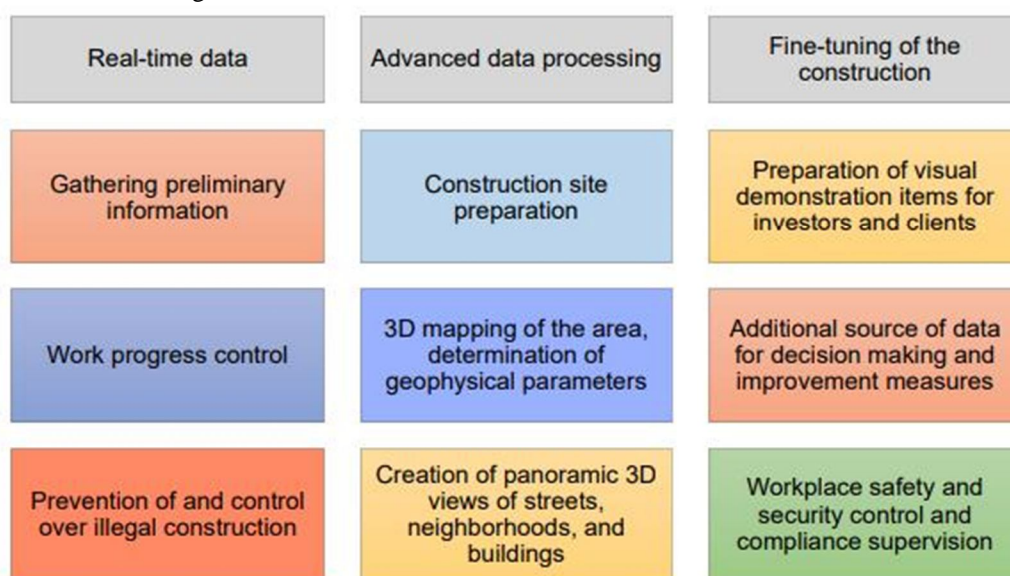 Real-time data
Advanced data processing
Fine-tuning of the
construction
Gathering preliminary
information
Construction site
preparation
Preparation of visual
demonstration items for
investors and clients
Work progress control
3D mapping of the area,
determination of
geophysical parameters
Additional source of data
for decision making and
improvement measures
Prevention of and control
over illegal construction
Creation of panoramic 3D
views of streets,
neighborhoods, and
buildings
Workplace safety and
security control and
compliance supervision